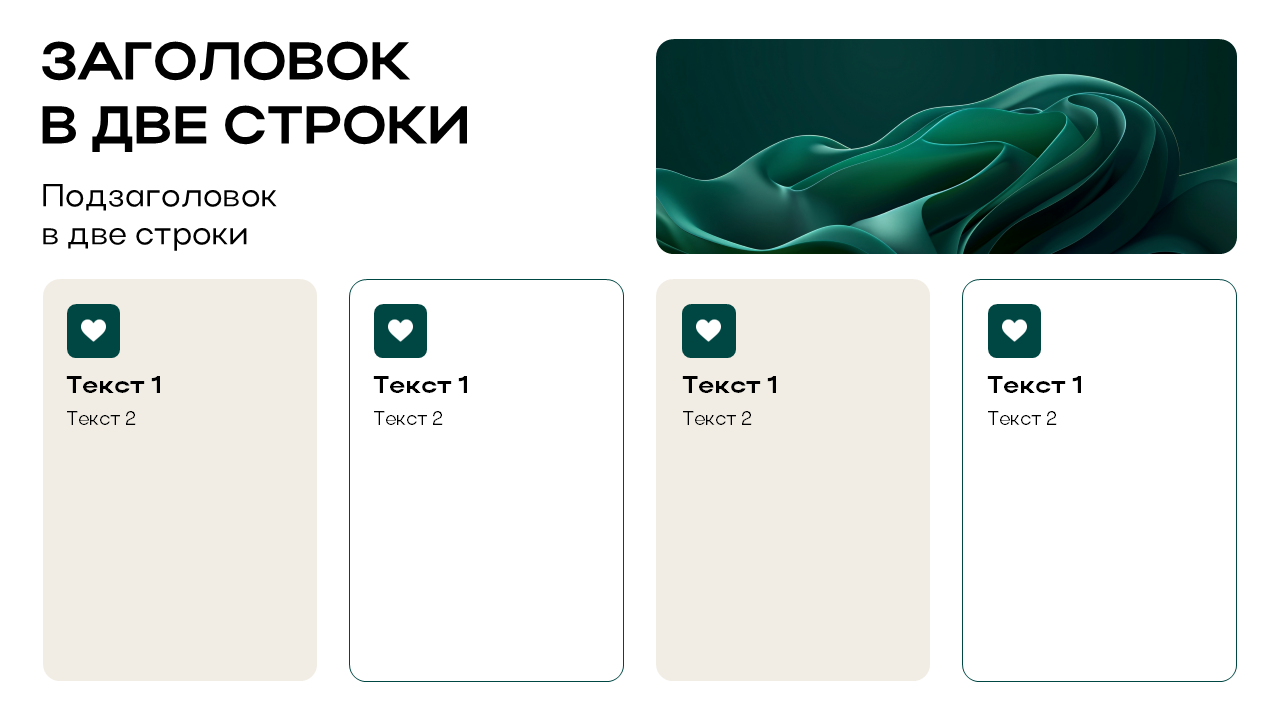 ЗАГОЛОВОК
В ДВЕ СТРОКИ
Подзаголовок
в две строки
Текст 1
Текст 2
Текст 1
Текст 2
Текст 1
Текст 2
Текст 1
Текст 2